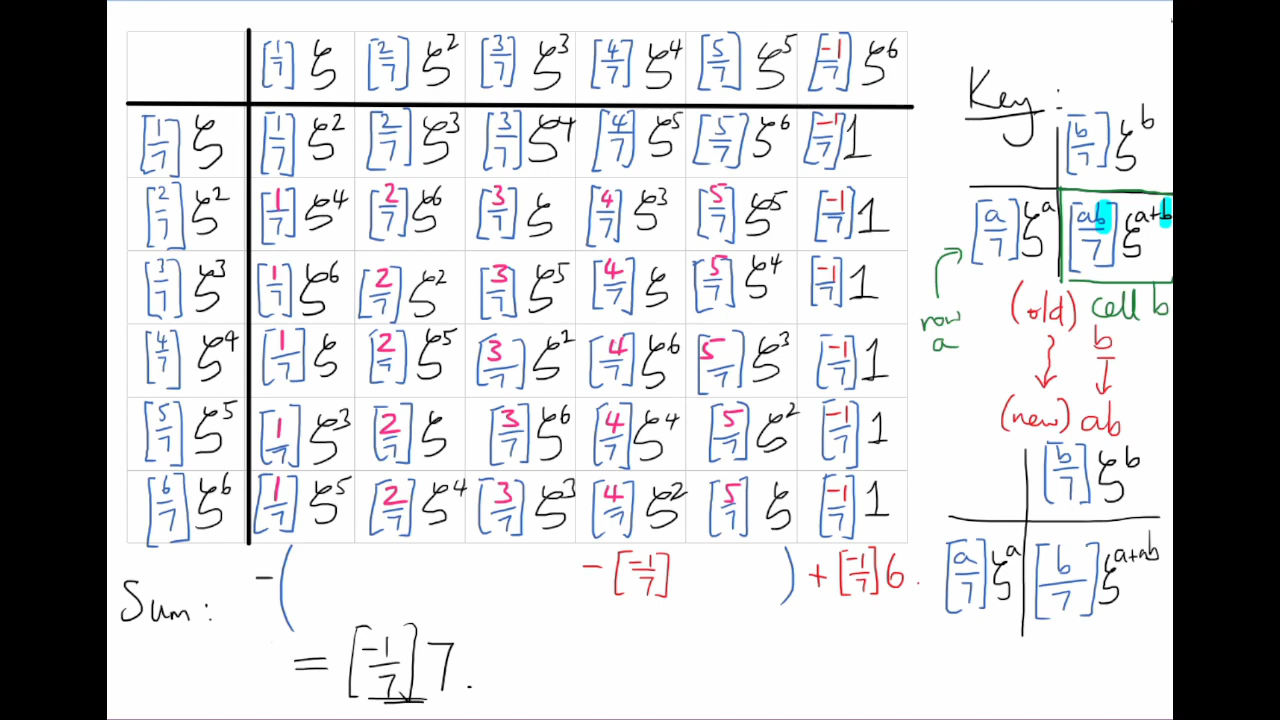 [1/7] ζ [2/7] ζ² [3/7] ζ³ [4/7] ζ⁴ [5/7] ζ⁵ [-1/7] ζ⁶
[1/7] ζ [1/7] ζ² [2/7] ζ³ [3/7] ζ⁴ [4/7] ζ⁵ [5/7] ζ⁶ [-1/7] 1
[2/7] ζ² [1/7] ζ⁴ [2/7] ζ⁶ [3/7] ζ [4/7] ζ³ [5/7] ζ⁵ [-1/7] 1
[3/7] ζ³ [1/7] ζ⁶ [2/7] ζ² [3/7] ζ⁵ [4/7] ζ [5/7] ζ⁴ [-1/7] 1
[4/7] ζ⁴ [1/7] ζ [2/7] ζ⁵ [3/7] ζ² [4/7] ζ⁶ [5/7] ζ³ [-1/7] 1
[5/7] ζ⁵ [1/7] ζ³ [2/7] ζ [3/7] ζ⁶ [4/7] ζ⁴ [5/7] ζ² [-1/7] 1
[6/7] ζ⁶ [1/7] ζ⁵ [2/7] ζ⁴ [3/7] ζ³ [4/7] ζ² [5/7] ζ [-1/7] 1
Sum: -( - [-1/7] ) + [-1/7] 6.
= [-1/7] 7.
Key:
[b/7] ζᵇ
[a/7] ζᵃ [ab/7] ζᵃ⁺ᵇ
row a
cell b
(old) b
(new) ab
[b/7] ζᵇ
[a/7] ζᵃ [b/7] ζᵃ⁺ᵃᵇ